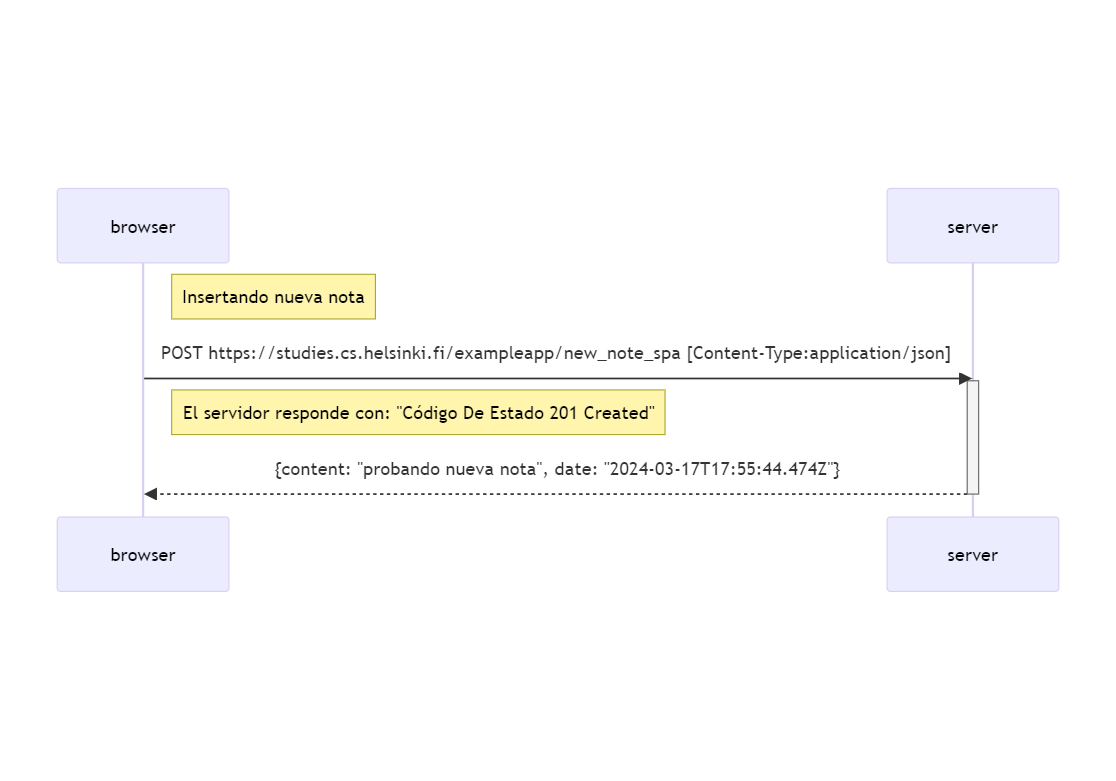 browser
server
Insertando nueva nota
POST https://studies.cs.helsinki.fi/exampleapp/new_note_spa [Content-Type:application/json]
El servidor responde con: "Código De Estado 201 Created"
{content: "probando nueva nota", date: "2024-03-17T17:55:44.474Z"}
browser
server